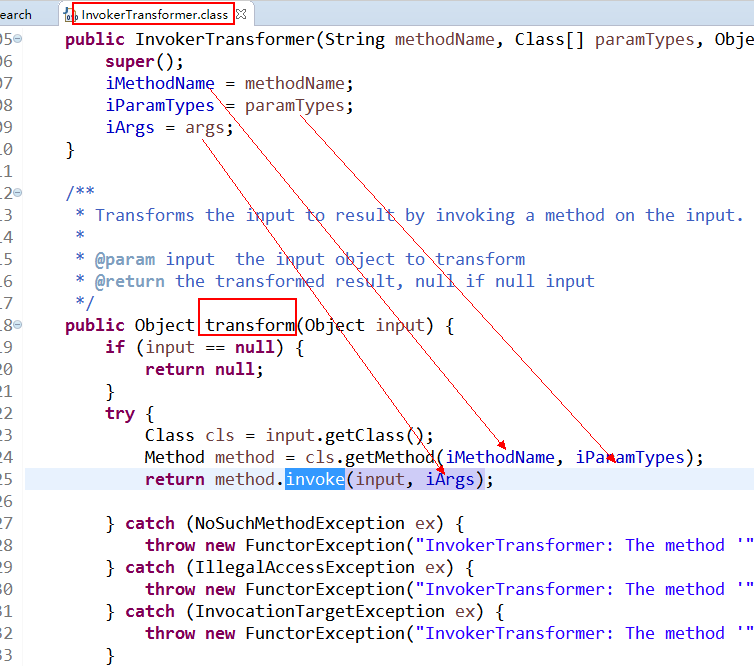 earch InvokerTransformer.class
05 public InvokerTransformer(String methodName, Class[] paramTypes, Obje
06 super();
07 iMethodName = methodName;
08 iParamTypes = paramTypes;
09 iArgs = args;
10 }
11
12 /**
13 * Transforms the input to result by invoking a method on the input.
14 *
15 * @param input  the input object to transform
16 * @return the transformed result, null if null input
17 */
18 public Object transform(Object input) {
19 if (input == null) {
20 return null;
21 }
22 try {
23 Class cls = input.getClass();
24 Method method = cls.getMethod(iMethodName, iParamTypes);
25 return method.invoke(input, iArgs);
26
27 } catch (NoSuchMethodException ex) {
28 throw new FunctorException("InvokerTransformer: The method '"
29 } catch (IllegalAccessException ex) {
30 throw new FunctorException("InvokerTransformer: The method '"
31 } catch (InvocationTargetException ex) {
32 throw new FunctorException("InvokerTransformer: The method '"
33 }